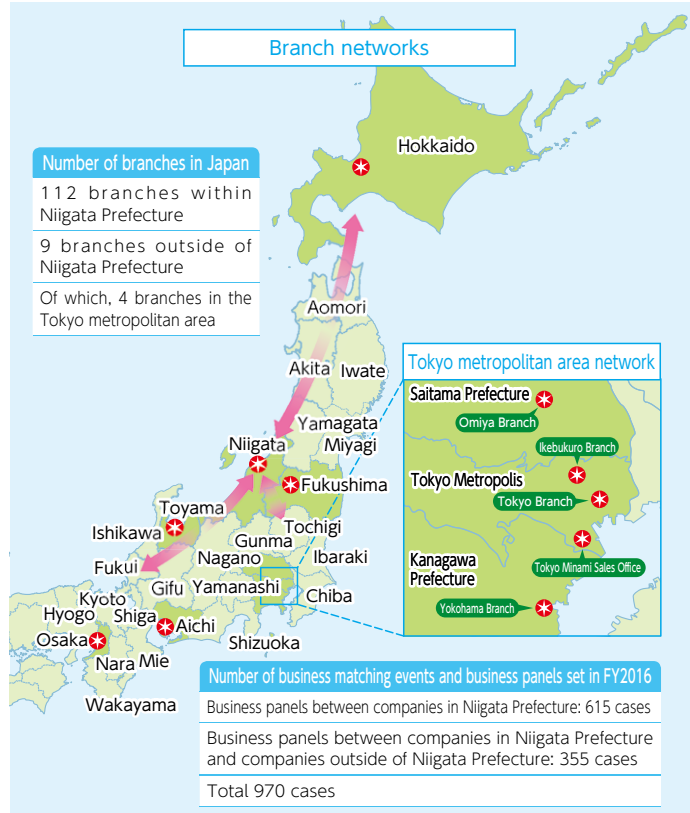 Branch networks
Hokkaido
Number of branches in Japan
112 branches within
Niigata Prefecture
9 branches outside of
Niigata Prefecture
Of which, 4 branches in the
Tokyo metropolitan area
Aomori
Akita
Iwate
Yamagata
Miyagi
Niigata
Fukushima
Toyama
Ishikawa
Tochigi
Gunma
Fukui
Nagano
Ibaraki
Gifu
Yamanashi
Chiba
Kyoto
Hyogo
Shiga
Aichi
Osaka
Shizuoka
Nara
Mie
Wakayama
Tokyo metropolitan area network
Saitama Prefecture
Omiya Branch
Ikebukuro Branch
Tokyo Metropolis
Tokyo Branch
Kanagawa
Prefecture
Tokyo Minami Sales Office
Yokohama Branch
Number of business matching events and business panels set in FY2016
Business panels between companies in Niigata Prefecture: 615 cases
Business panels between companies in Niigata Prefecture
and companies outside of Niigata Prefecture: 355 cases
Total 970 cases